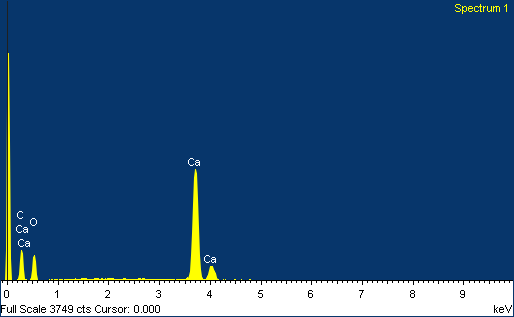 Spectrum 1
Ca
C
O
Ca
Ca
Ca
0 1 2 3 4 5 6 7 8 9
Full Scale 3749 cts Cursor: 0.000 keV